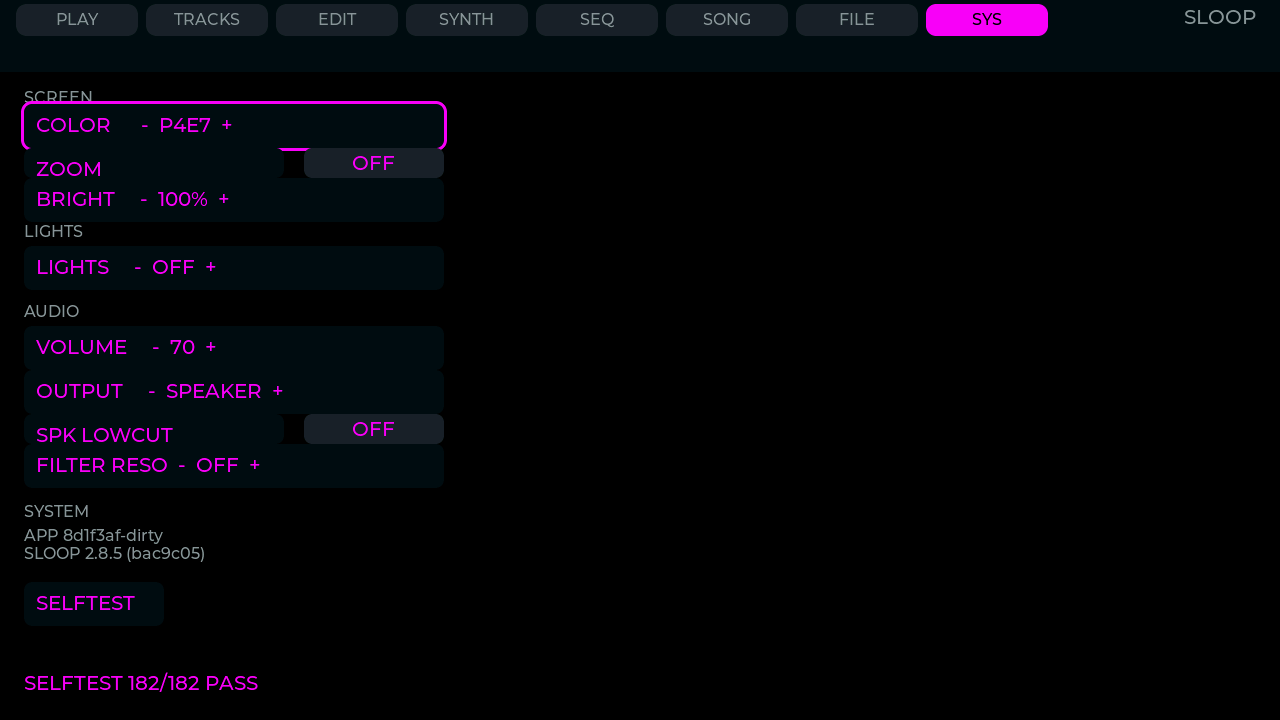 PLAY TRACKS EDIT SYNTH SEQ SONG FILE SYS SLOOP
SCREEN
COLOR - P4E7 +
ZOOM OFF
BRIGHT - 100% +
LIGHTS
LIGHTS - OFF +
AUDIO
VOLUME - 70 +
OUTPUT - SPEAKER +
SPK LOWCUT OFF
FILTER RESO - OFF +
SYSTEM
APP 8d1f3af-dirty
SLOOP 2.8.5 (bac9c05)
SELFTEST
SELFTEST 182/182 PASS